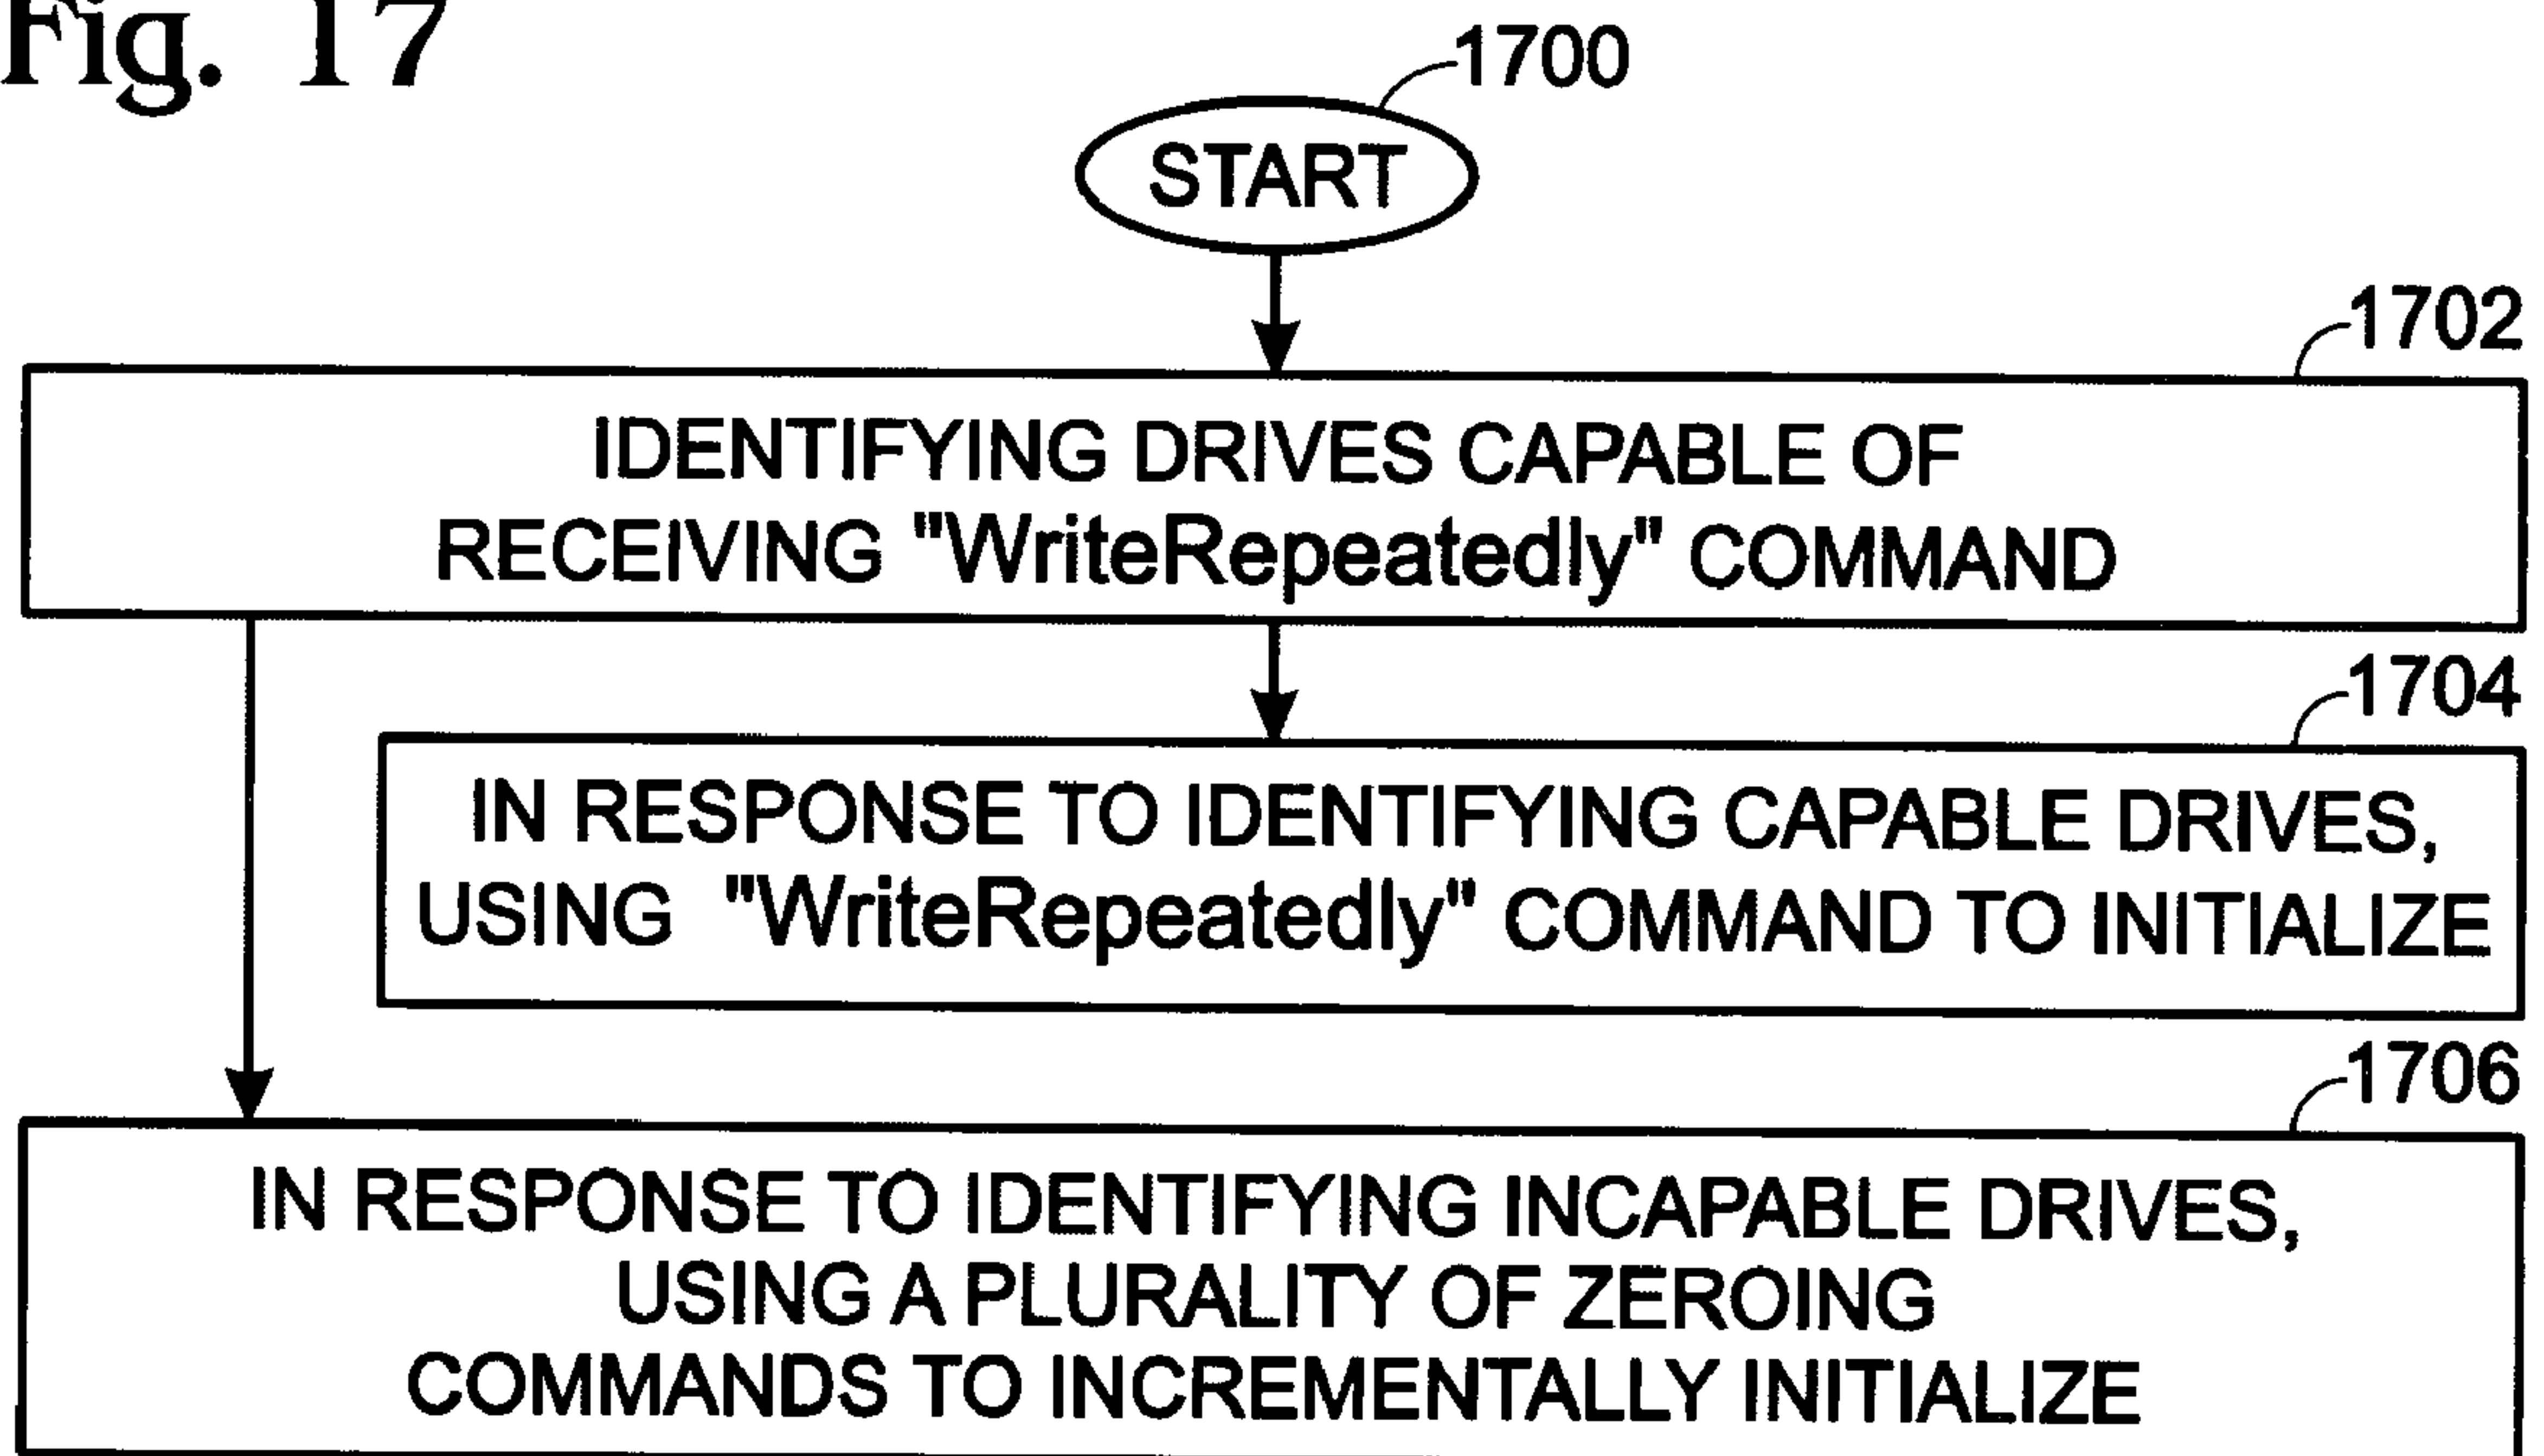 Fig. 17
1700
START
1702
IDENTIFYING DRIVES CAPABLE OF
RECEIVING "WriteRepeatedly" COMMAND
1704
IN RESPONSE TO IDENTIFYING CAPABLE DRIVES,
USING "WriteRepeatedly" COMMAND TO INITIALIZE
1706
IN RESPONSE TO IDENTIFYING INCAPABLE DRIVES,
USING A PLURALITY OF ZEROING
COMMANDS TO INCREMENTALLY INITIALIZE